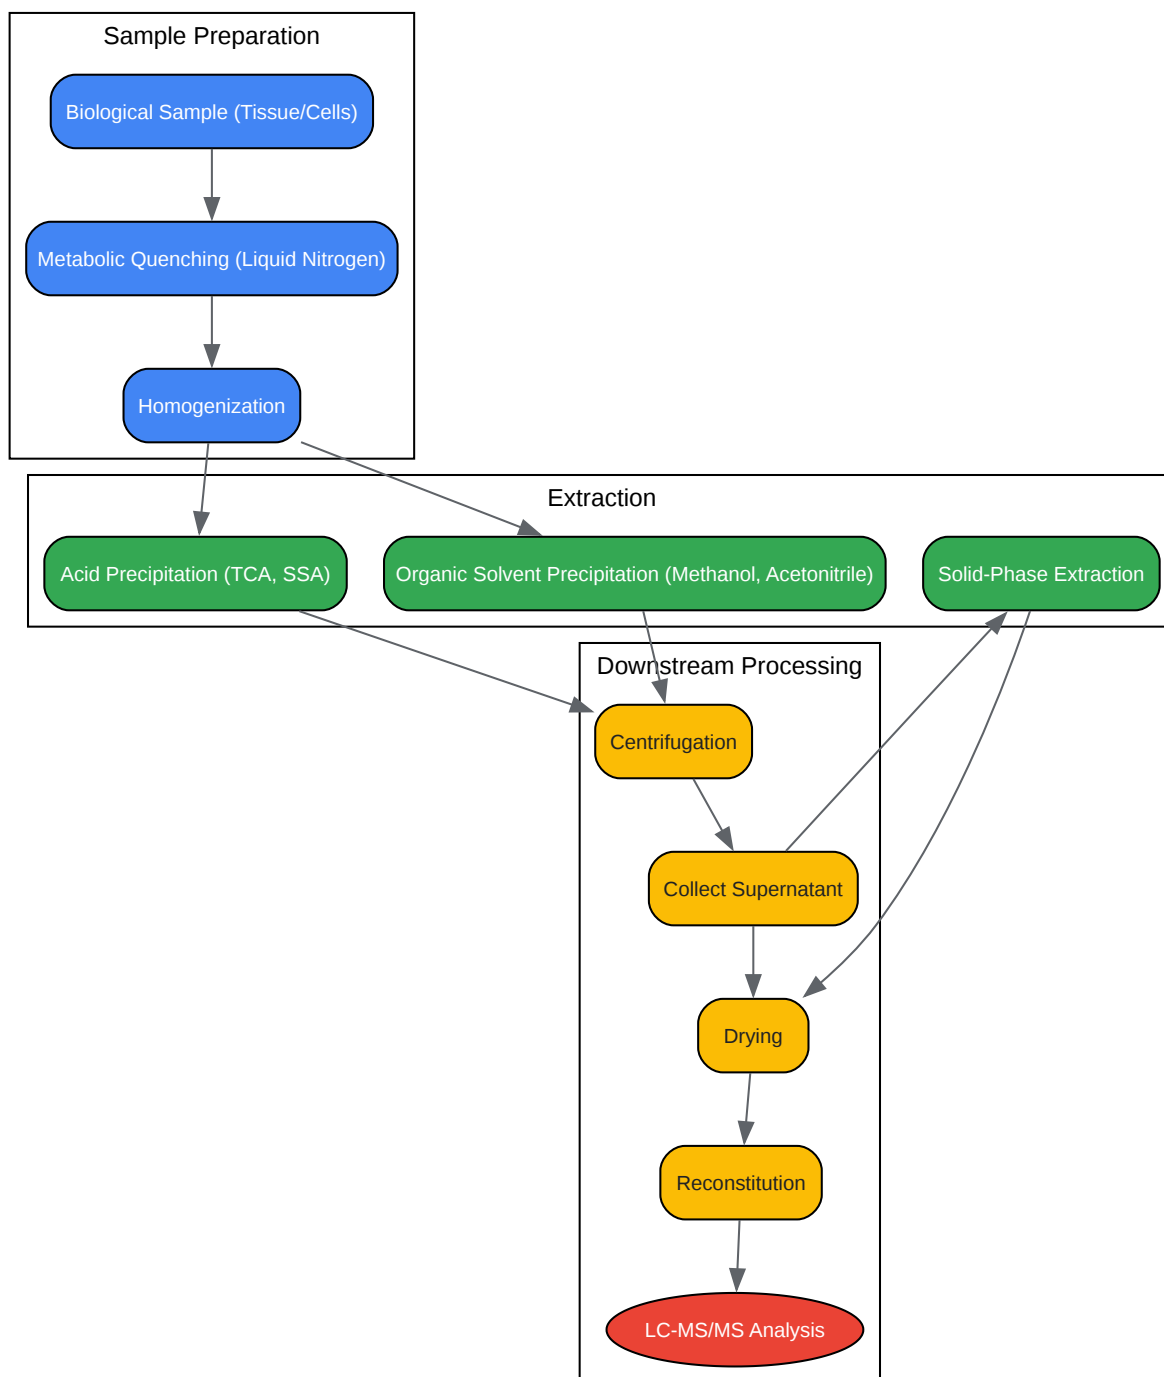 Sample Preparation
Biological Sample (Tissue/Cells)
Metabolic Quenching (Liquid Nitrogen)
Homogenization
Extraction
Acid Precipitation (TCA, SSA)
Organic Solvent Precipitation (Methanol, Acetonitrile)
Solid-Phase Extraction
Downstream Processing
Centrifugation
Collect Supernatant
Drying
Reconstitution
LC-MS/MS Analysis